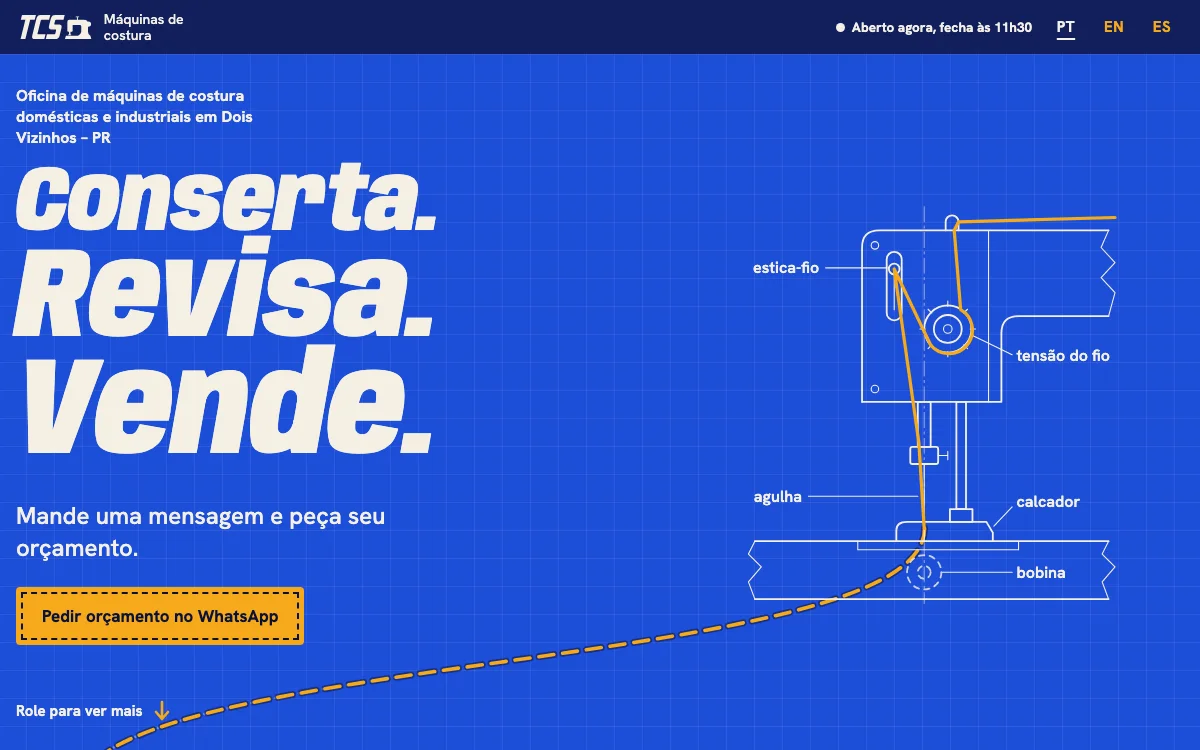 TCS
Máquinas de
costura
Aberto agora, fecha às 11h30
PT
EN
ES
Oficina de máquinas de costura
domésticas e industriais em Dois
Vizinhos – PR
Conserta.
Revisa.
Vende.
Mande uma mensagem e peça seu
orçamento.
Pedir orçamento no WhatsApp
Role para ver mais
estica-fio
tensão do fio
agulha
calcador
bobina